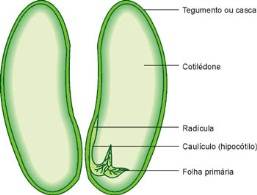 Tegumento ou casca
Cotilédone
Radícula
Caulículo (hipocótilo)
Folha primária